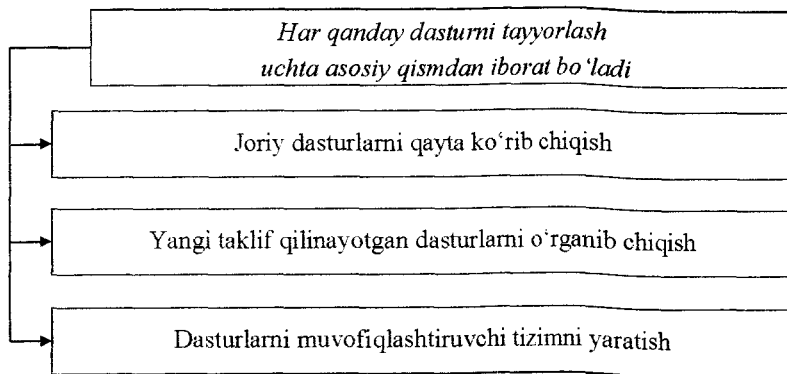 Har qanday dasturni tayyorlash
uchta asosiy qismdan iborat bo‘ladi
Joriy dasturlarni qayta ko‘rib chiqish
Yangi taklif qilinayotgan dasturlarni o‘rganib chiqish
Dasturlarni muvofiqlashtiruvchi tizimni yaratish